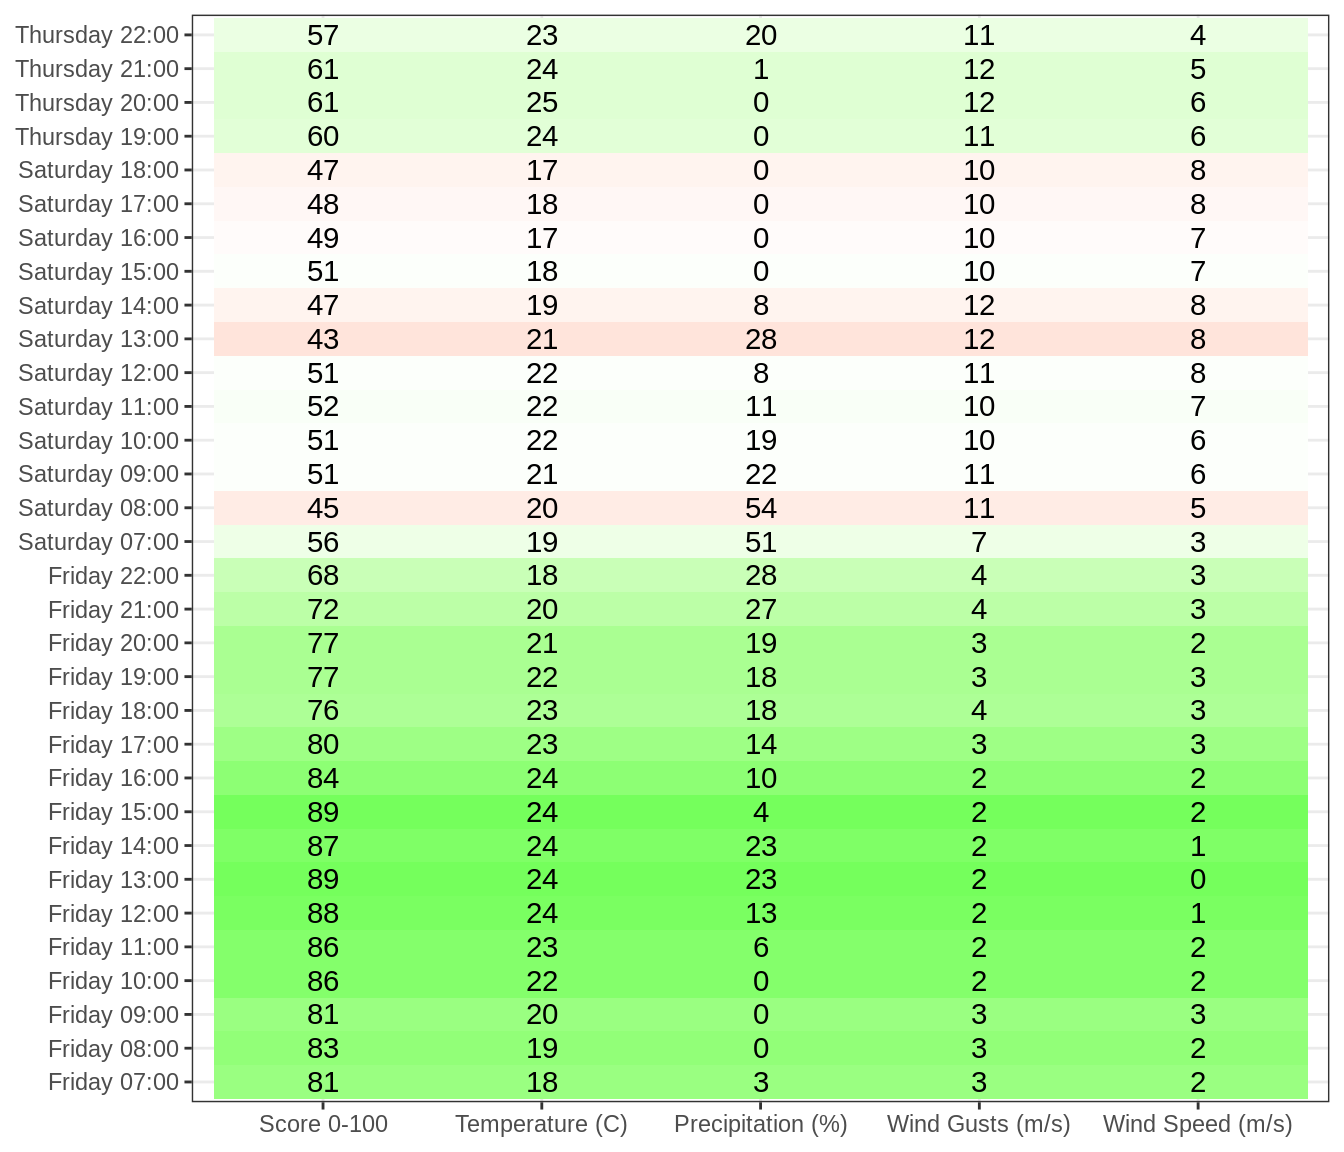 Thursday 22:00 57 23 20 11 4
Thursday 21:00 61 24 1 12 5
Thursday 20:00 61 25 0 12 6
Thursday 19:00 60 24 0 11 6
Saturday 18:00 47 17 0 10 8
Saturday 17:00 48 18 0 10 8
Saturday 16:00 49 17 0 10 7
Saturday 15:00 51 18 0 10 7
Saturday 14:00 47 19 8 12 8
Saturday 13:00 43 21 28 12 8
Saturday 12:00 51 22 8 11 8
Saturday 11:00 52 22 11 10 7
Saturday 10:00 51 22 19 10 6
Saturday 09:00 51 21 22 11 6
Saturday 08:00 45 20 54 11 5
Saturday 07:00 56 19 51 7 3
Friday 22:00 68 18 28 4 3
Friday 21:00 72 20 27 4 3
Friday 20:00 77 21 19 3 2
Friday 19:00 77 22 18 3 3
Friday 18:00 76 23 18 4 3
Friday 17:00 80 23 14 3 3
Friday 16:00 84 24 10 2 2
Friday 15:00 89 24 4 2 2
Friday 14:00 87 24 23 2 1
Friday 13:00 89 24 23 2 0
Friday 12:00 88 24 13 2 1
Friday 11:00 86 23 6 2 2
Friday 10:00 86 22 0 2 2
Friday 09:00 81 20 0 3 3
Friday 08:00 83 19 0 3 2
Friday 07:00 81 18 3 3 2
Score 0-100 Temperature (C) Precipitation (%) Wind Gusts (m/s) Wind Speed (m/s)